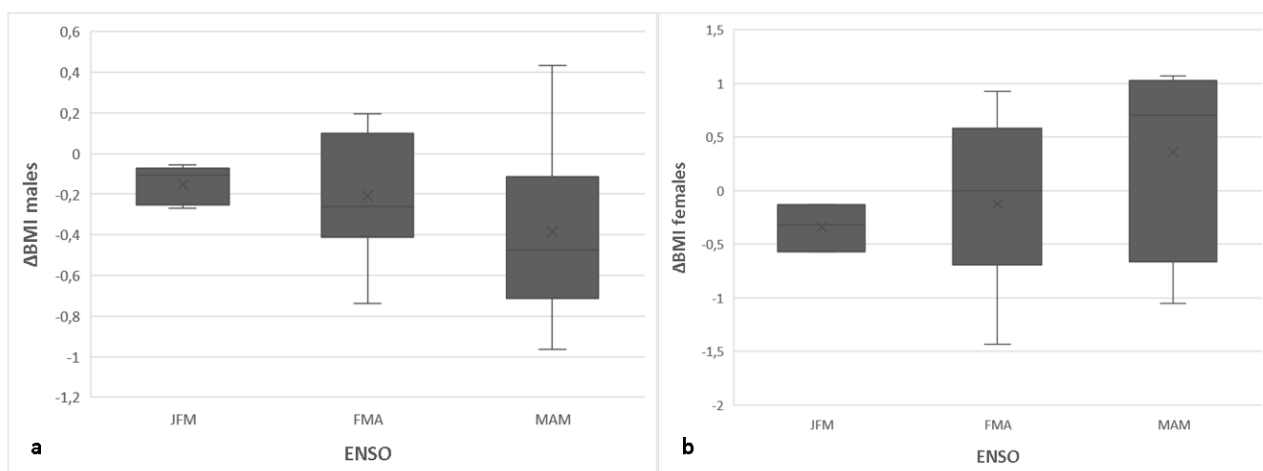 0,6
0,4
0,2
0
-0,2
-0,4
-0,6
-0,8
-1
-1,2
ΔBMI males
JFM
FMA
MAM
ENSO
a
1,5
1
0,5
0
-0,5
-1
-1,5
-2
ΔBMI females
JFM
FMA
MAM
ENSO
b